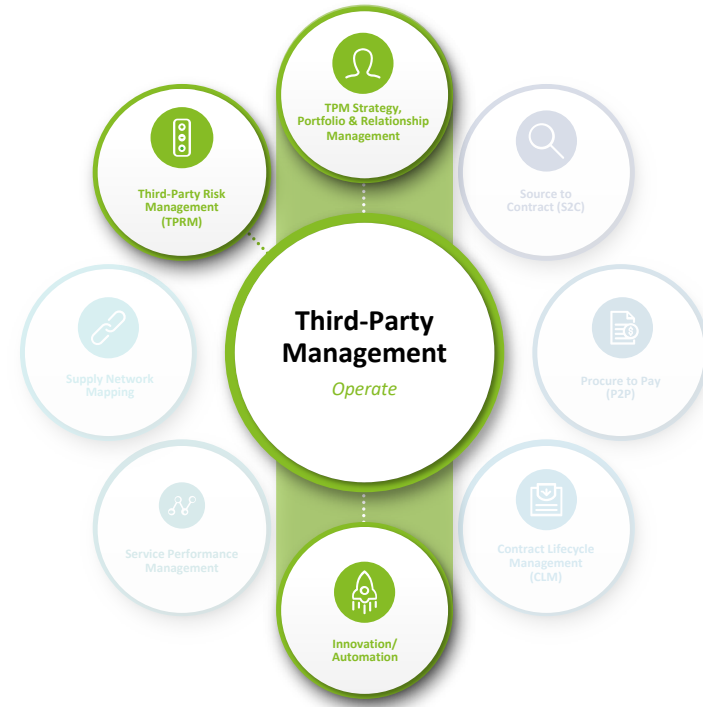 TPM Strategy,
Portfolio & Relationship
Management
Third-Party Risk
Management
(TPRM)
Source to
Contract (S2C)
Third-Party
Management
Operate
Supply Network
Mapping
Procure to Pay
(P2P)
Service Performance
Management
Contract Lifecycle
Management
(CLM)
Innovation/
Automation